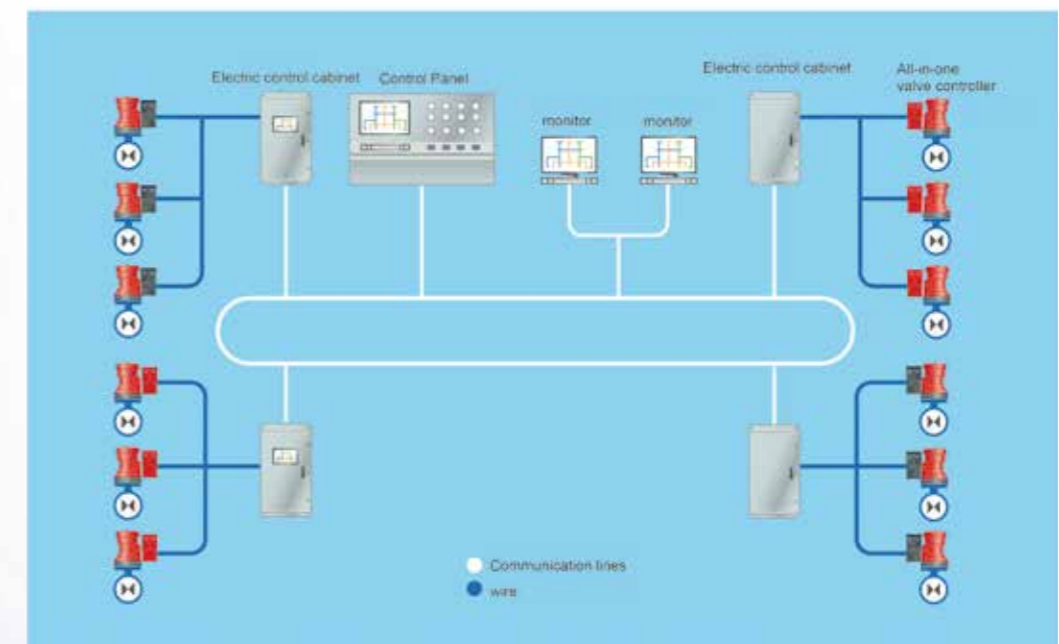 Electric control cabinet
Control Panel
monitor
monitor
Electric control cabinet
All-in-one
valve controller
Communication lines
wire